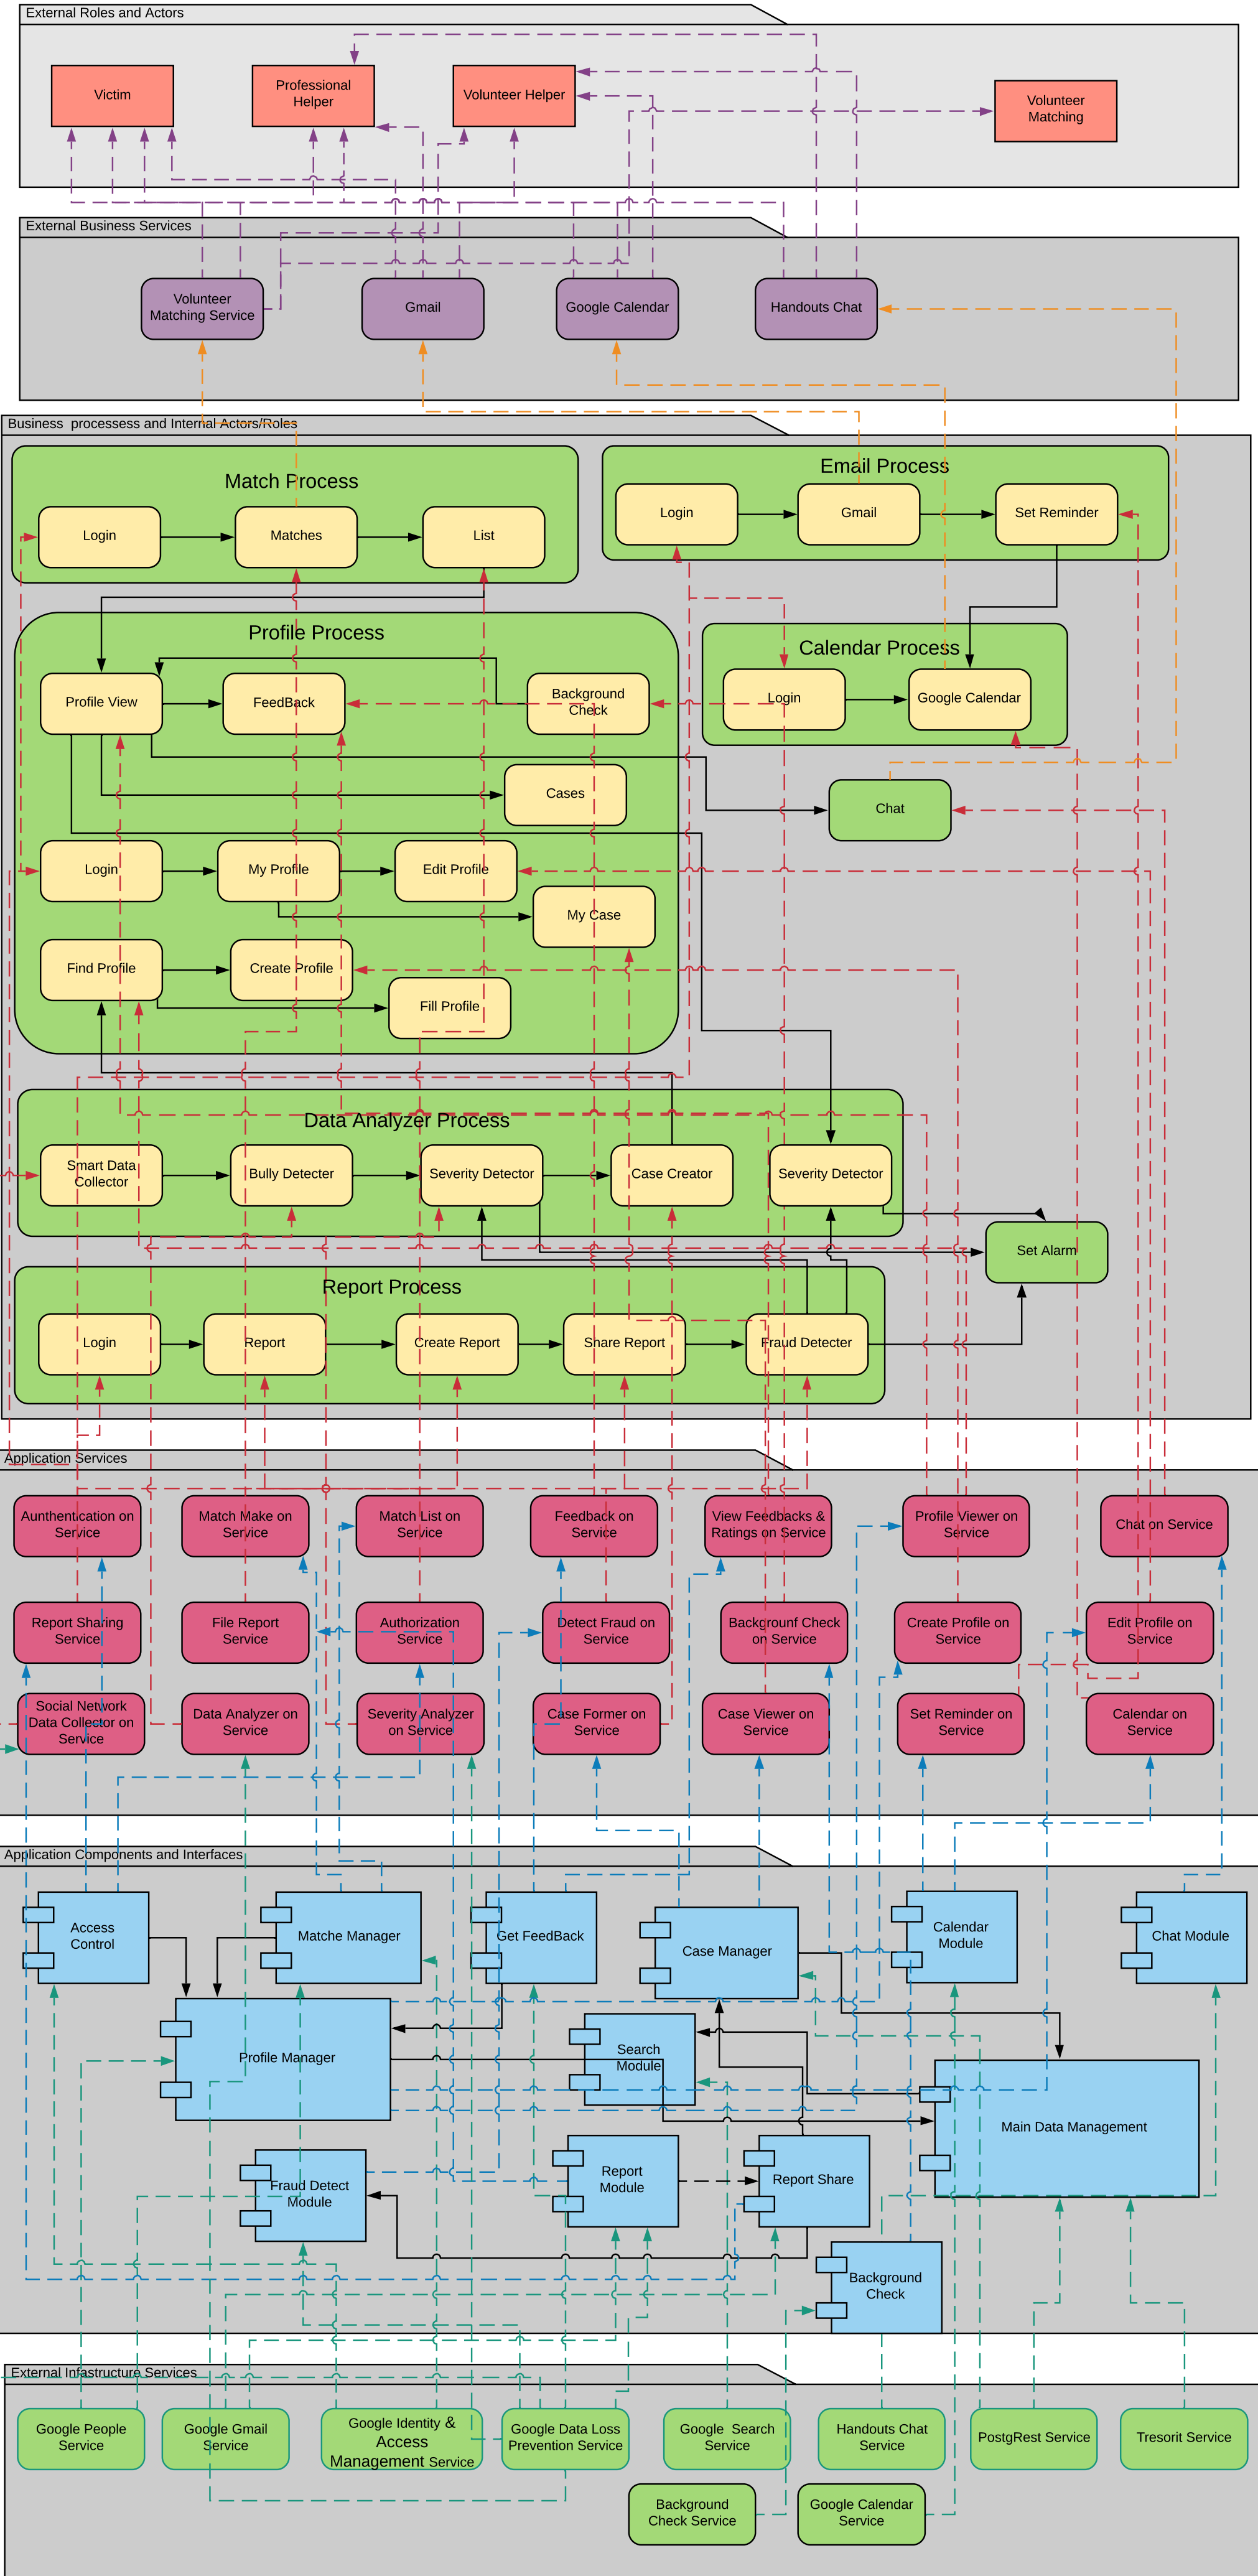 External Roles and Actors
Victim
Professional
Helper
Volunteer Helper
Volunteer
Matching
External Business Services
Volunteer
Matching Service
Gmail
Google Calendar
Handouts Chat
Business processess and Internal Actors/Roles
Match Process
Login
Matches
List
Email Process
Login
Gmail
Set Reminder
Profile Process
Profile View
FeedBack
Background
Check
Cases
Login
My Profile
Edit Profile
My Case
Find Profile
Create Profile
Fill Profile
Calendar Process
Login
Google Calendar
Chat
Data Analyzer Process
Smart Data
Collector
Bully Detecter
Severity Detector
Case Creator
Severity Detector
Set Alarm
Report Process
Login
Report
Create Report
Share Report
Fraud Detecter
Application Services
Aunthentication on
Service
Match Make on
Service
Match List on
Service
Feedback on
Service
View Feedbacks &
Ratings on Service
Profile Viewer on
Service
Chat on Service
Report Sharing
Service
File Report
Service
Authorization
Service
Detect Fraud on
Service
Backgrounf Check
on Service
Create Profile on
Service
Edit Profile on
Service
Social Network
Data Collector on
Service
Data Analyzer on
Service
Severity Analyzer
on Service
Case Former on
Service
Case Viewer on
Service
Set Reminder on
Service
Calendar on
Service
Application Components and Interfaces
Access
Control
Matche Manager
Get FeedBack
Case Manager
Calendar
Module
Chat Module
Profile Manager
Search
Module
Main Data Management
Fraud Detect
Module
Report
Module
Report Share
Background
Check
External Infastructure Services
Google People
Service
Google Gmail
Service
Google Identity &
Access
Management Service
Google Data Loss
Prevention Service
Google Search
Service
Handouts Chat
Service
PostgRest Service
Tresorit Service
Background
Check Service
Google Calendar
Service